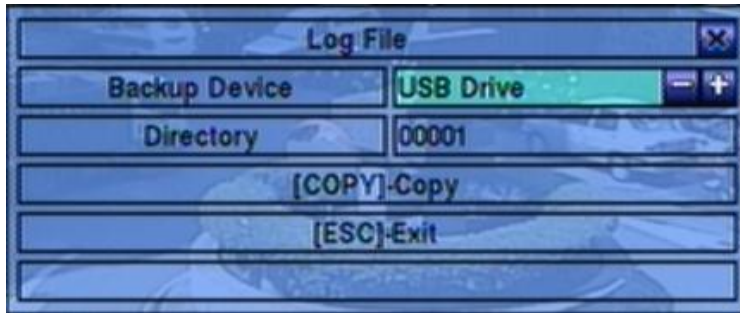 Log File
Backup Device USB Drive
Directory 00001
[COPY]-Copy
[ESC]-Exit